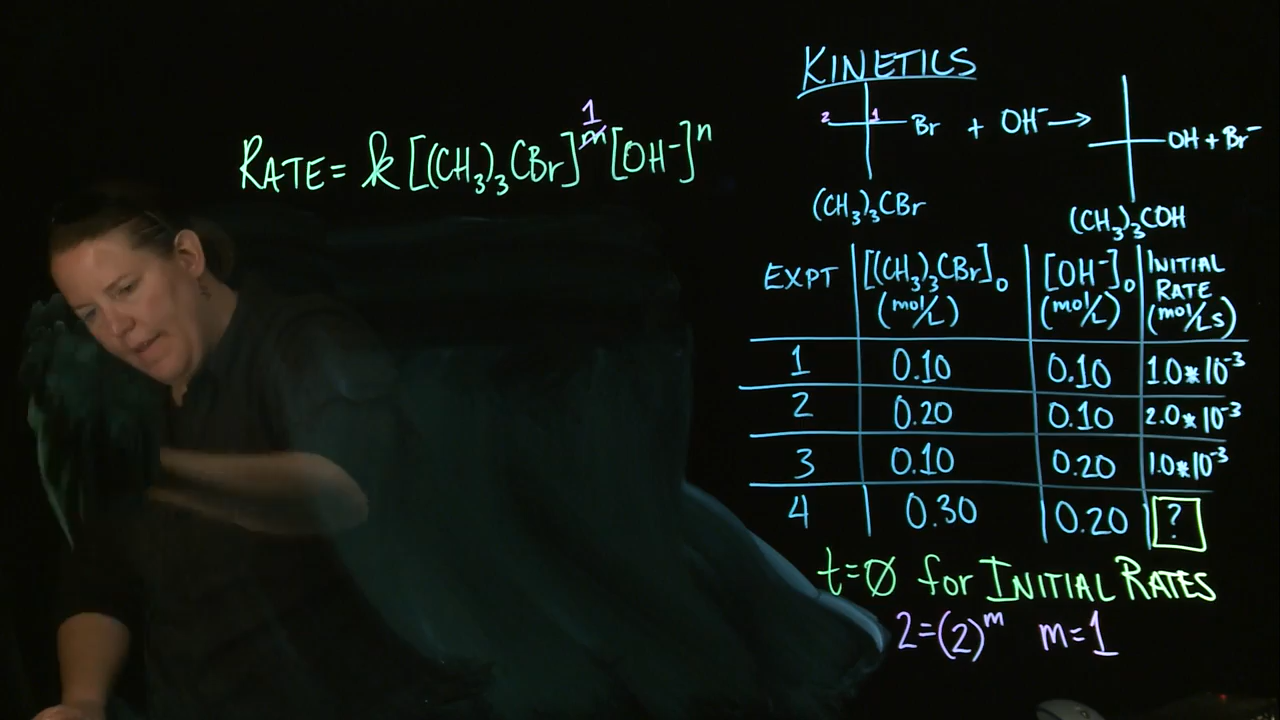 KINETICS
2 1 Br + OH⁻ → OH + Br⁻
(CH₃)₃CBr (CH₃)₃COH
RATE = k [(CH₃)₃CBr]^m̶ ¹ [OH⁻]ⁿ
EXPT [(CH₃)₃CBr]₀ (mol/L) [OH⁻]₀ (mol/L) INITIAL RATE (mol/Ls)
1 0.10 0.10 1.0*10⁻³
2 0.20 0.10 2.0*10⁻³
3 0.10 0.20 1.0*10⁻³
4 0.30 0.20 ?
t=∅ for INITIAL RATES
2=(2)ᵐ m=1